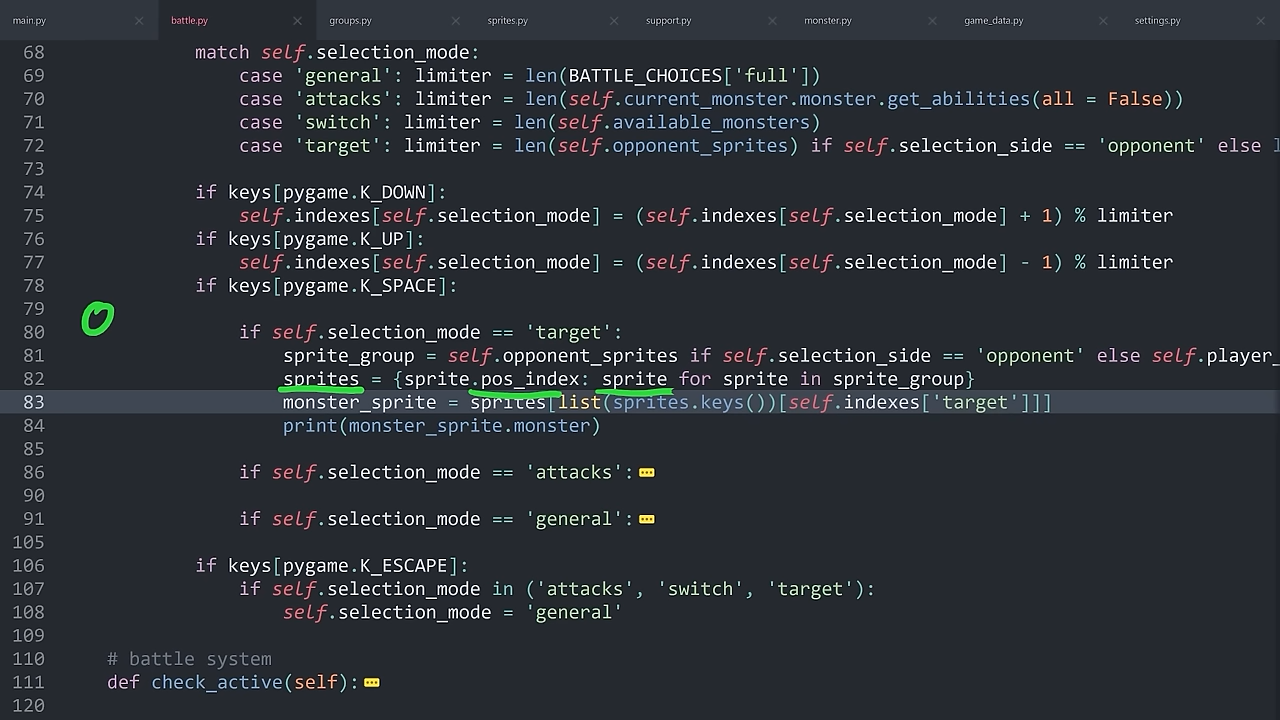 main.py battle.py groups.py sprites.py support.py monster.py game_data.py settings.py
68 match self.selection_mode:
69 case 'general': limiter = len(BATTLE_CHOICES['full'])
70 case 'attacks': limiter = len(self.current_monster.monster.get_abilities(all = False))
71 case 'switch': limiter = len(self.available_monsters)
72 case 'target': limiter = len(self.opponent_sprites) if self.selection_side == 'opponent' else
73
74 if keys[pygame.K_DOWN]:
75 self.indexes[self.selection_mode] = (self.indexes[self.selection_mode] + 1) % limiter
76 if keys[pygame.K_UP]:
77 self.indexes[self.selection_mode] = (self.indexes[self.selection_mode] - 1) % limiter
78 if keys[pygame.K_SPACE]:
79
80 if self.selection_mode == 'target':
81 sprite_group = self.opponent_sprites if self.selection_side == 'opponent' else self.player_
82 sprites = {sprite.pos_index: sprite for sprite in sprite_group}
83 monster_sprite = sprites[list(sprites.keys())[self.indexes['target']]]
84 print(monster_sprite.monster)
85
86 if self.selection_mode == 'attacks':
90
91 if self.selection_mode == 'general':
105
106 if keys[pygame.K_ESCAPE]:
107 if self.selection_mode in ('attacks', 'switch', 'target'):
108 self.selection_mode = 'general'
109
110 # battle system
111 def check_active(self):
120